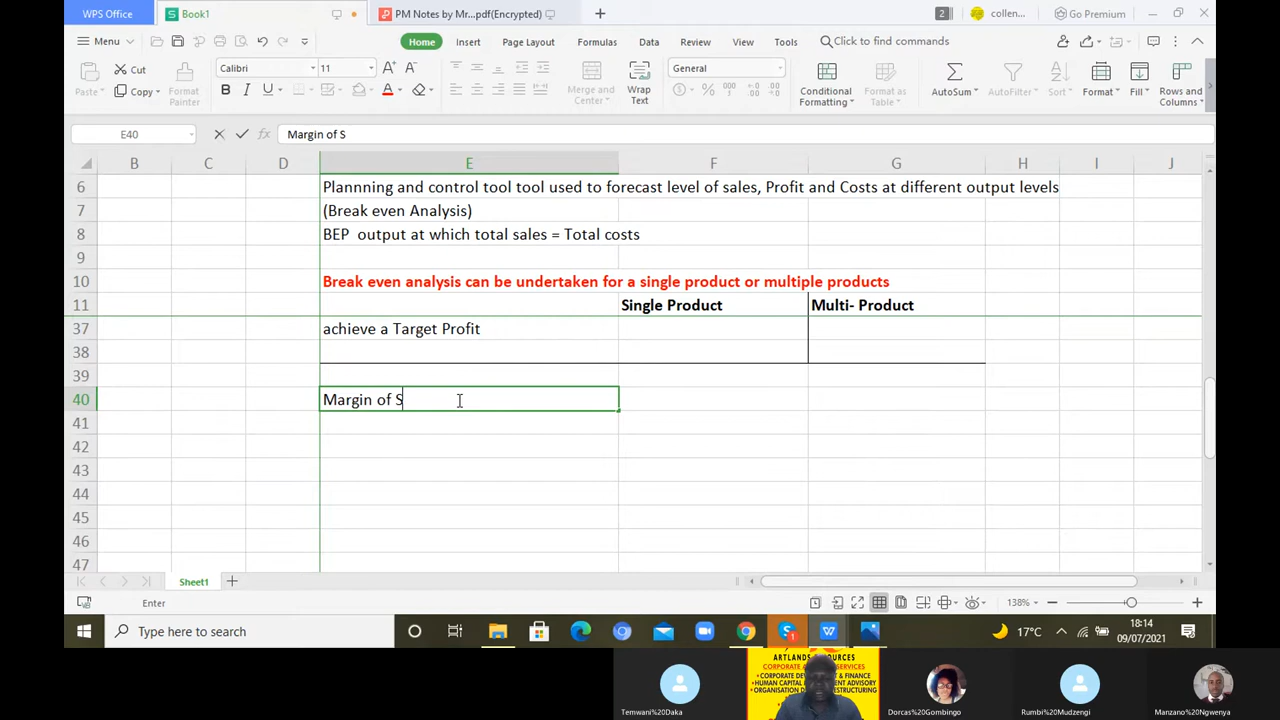 WPS Office
Book1
PM Notes by Mr...pdf(Encrypted)
2
collen...
Go Premium
Menu
Home
Insert
Page Layout
Formulas
Data
Review
View
Tools
Click to find commands
Paste
Cut
Copy
Format Painter
Calibri
11
Merge and Center
Wrap Text
General
Conditional Formatting
Format as Table
AutoSum
AutoFilter
Sort
Format
Fill
Rows and Columns
E40
Margin of S
B C D E F G H I J
6 Plannning and control tool tool used to forecast level of sales, Profit and Costs at different output levels
7 (Break even Analysis)
8 BEP output at which total sales = Total costs
9
10 Break even analysis can be undertaken for a single product or multiple products
11 Single Product Multi- Product
37 achieve a Target Profit
38
39
40 Margin of S
41
42
43
44
45
46
47
Sheet1
Enter
138%
Type here to search
17°C
18:14
09/07/2021
CORPORATE DEVELOPMENT & FINANCE
Temwani%20Daka
Dorcas%20Gombingo
Rumbi%20Mudzengi
Manzano%20Ngwenya